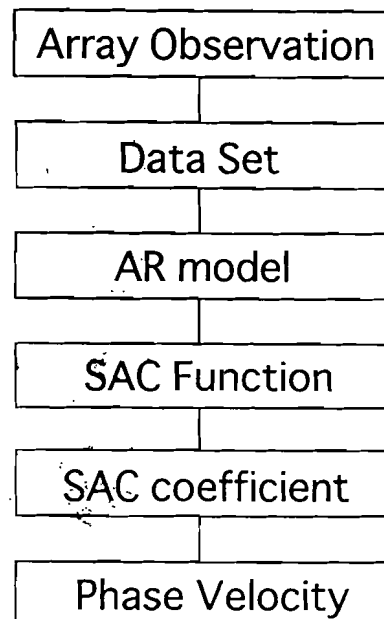 Array Observation
Data Set
AR model
SAC Function
SAC coefficient
Phase Velocity